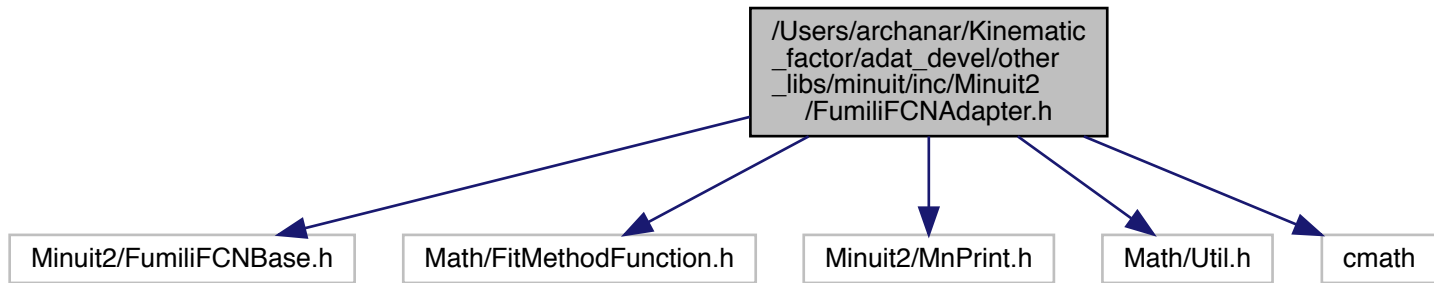 /Users/archanar/Kinematic
_factor/adat_devel/other
_libs/minuit/inc/Minuit2
/FumiliFCNAdapter.h
Minuit2/FumiliFCNBase.h
Math/FitMethodFunction.h
Minuit2/MnPrint.h
Math/Util.h
cmath